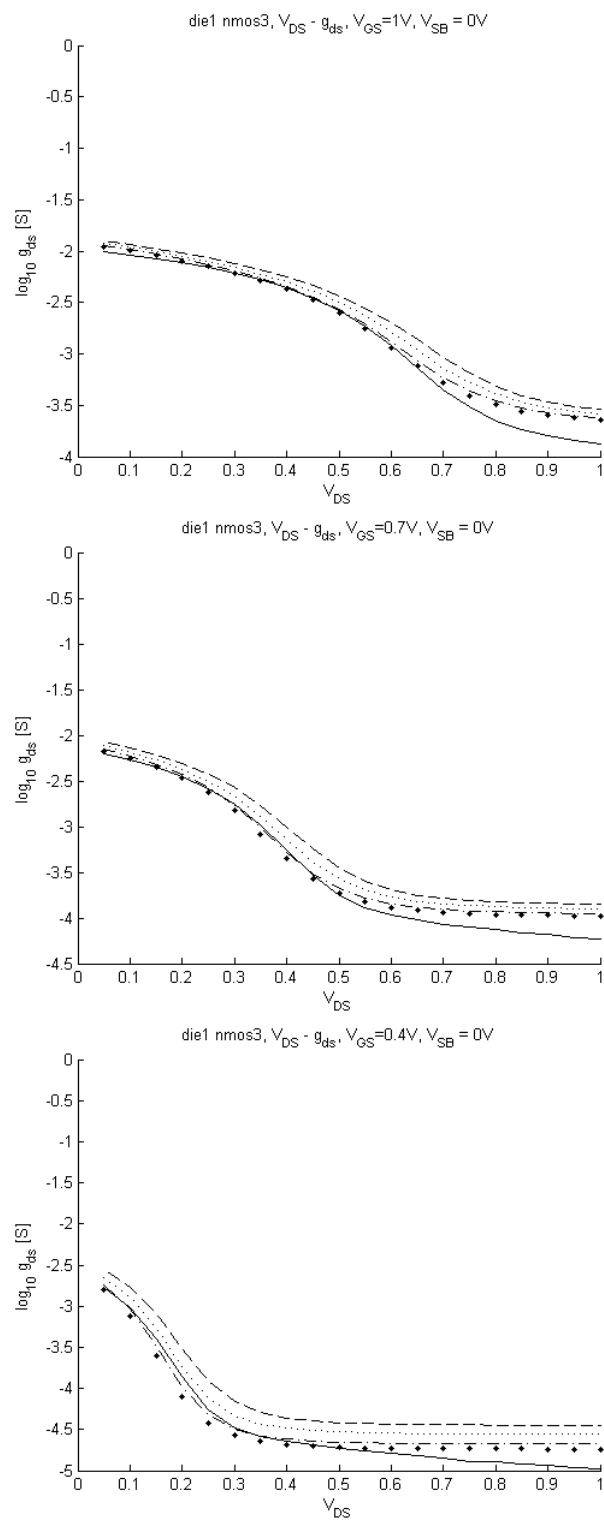 die1 nmos3, V_DS - g_ds, V_GS=1V, V_SB = 0V
0
-0.5
-1
-1.5
-2
-2.5
-3
-3.5
-4
log_10 g_ds [S]
0 0.1 0.2 0.3 0.4 0.5 0.6 0.7 0.8 0.9 1
V_DS
die1 nmos3, V_DS - g_ds, V_GS=0.7V, V_SB = 0V
0
-0.5
-1
-1.5
-2
-2.5
-3
-3.5
-4
-4.5
log_10 g_ds [S]
0 0.1 0.2 0.3 0.4 0.5 0.6 0.7 0.8 0.9 1
V_DS
die1 nmos3, V_DS - g_ds, V_GS=0.4V, V_SB = 0V
0
-0.5
-1
-1.5
-2
-2.5
-3
-3.5
-4
-4.5
-5
log_10 g_ds [S]
0 0.1 0.2 0.3 0.4 0.5 0.6 0.7 0.8 0.9 1
V_DS